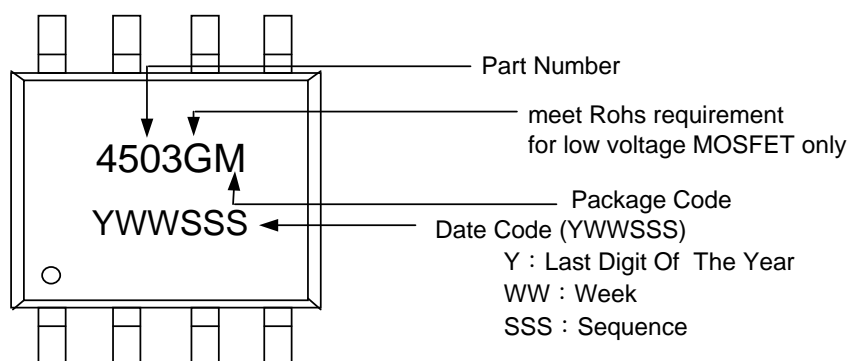 Part Number
meet Rohs requirement
for low voltage MOSFET only
4503GM
Package Code
YWWSSS
Date Code (YWWSSS)
Y：Last Digit Of The Year
WW：Week
SSS：Sequence